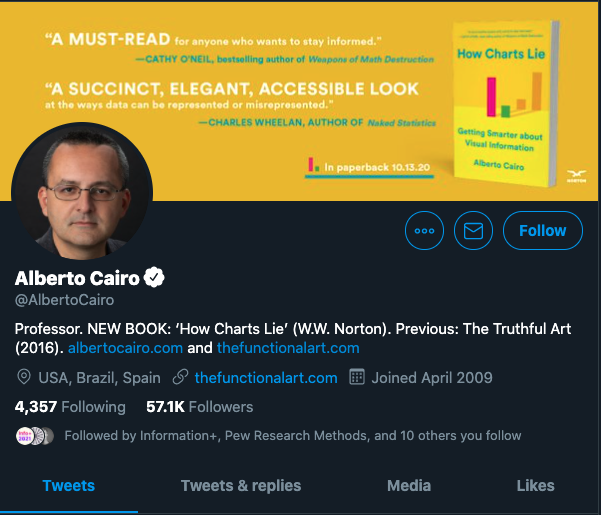 “A MUST-READ for anyone who wants to stay informed.”
—CATHY O'NEIL, bestselling author of Weapons of Math Destruction
“A SUCCINCT, ELEGANT, ACCESSIBLE LOOK
at the ways data can be represented or misrepresented.”
—CHARLES WHEELAN, AUTHOR OF Naked Statistics
in paperback 10.13.20
How Charts Lie
Getting Smarter about
Visual Information
Alberto Cairo
NORTON
Follow
Alberto Cairo
@AlbertoCairo
Professor. NEW BOOK: ‘How Charts Lie’ (W.W. Norton). Previous: The Truthful Art
(2016). albertocairo.com and thefunctionalart.com
USA, Brazil, Spain thefunctionalart.com Joined April 2009
4,357 Following 57.1K Followers
Followed by Information+, Pew Research Methods, and 10 others you follow
Tweets Tweets & replies Media Likes